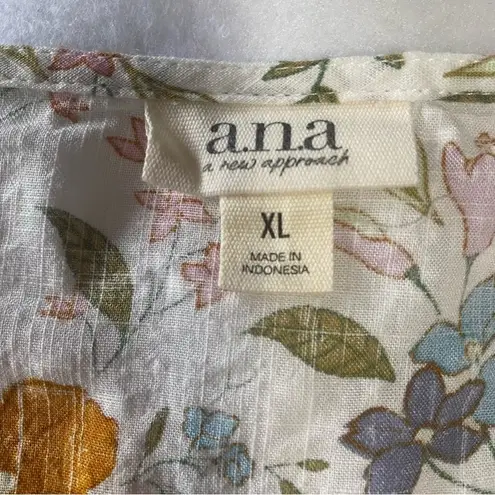 a.n.a
a new approach
XL
MADE IN
INDONESIA